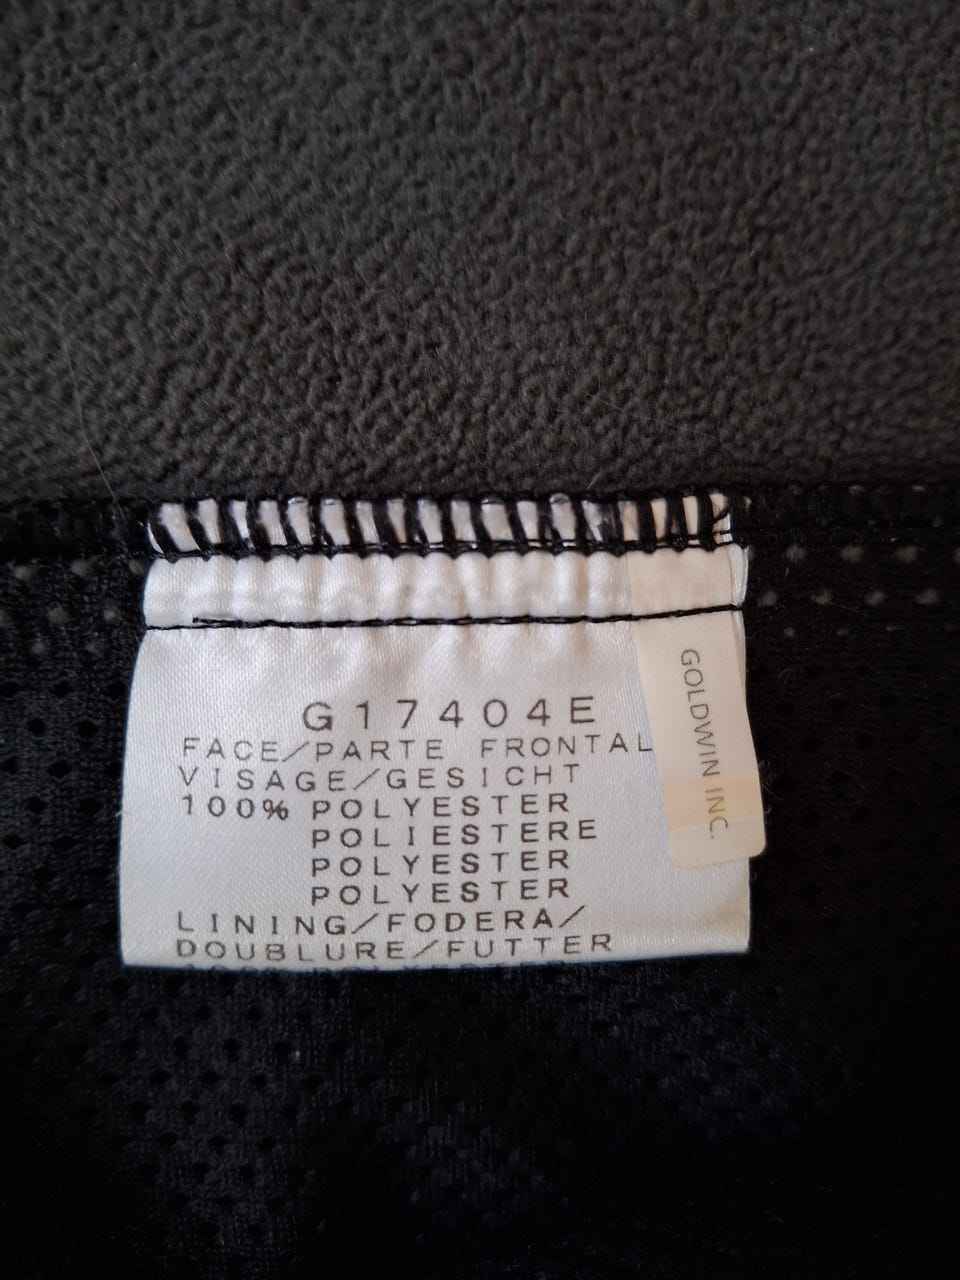 G17404E
FACE/PARTE FRONTAL
VISAGE/GESICHT
100% POLYESTER
POLIESTERE
POLYESTER
POLYESTER
LINING/FODERA/
DOUBLURE/FUTTER
GOLDWIN INC.